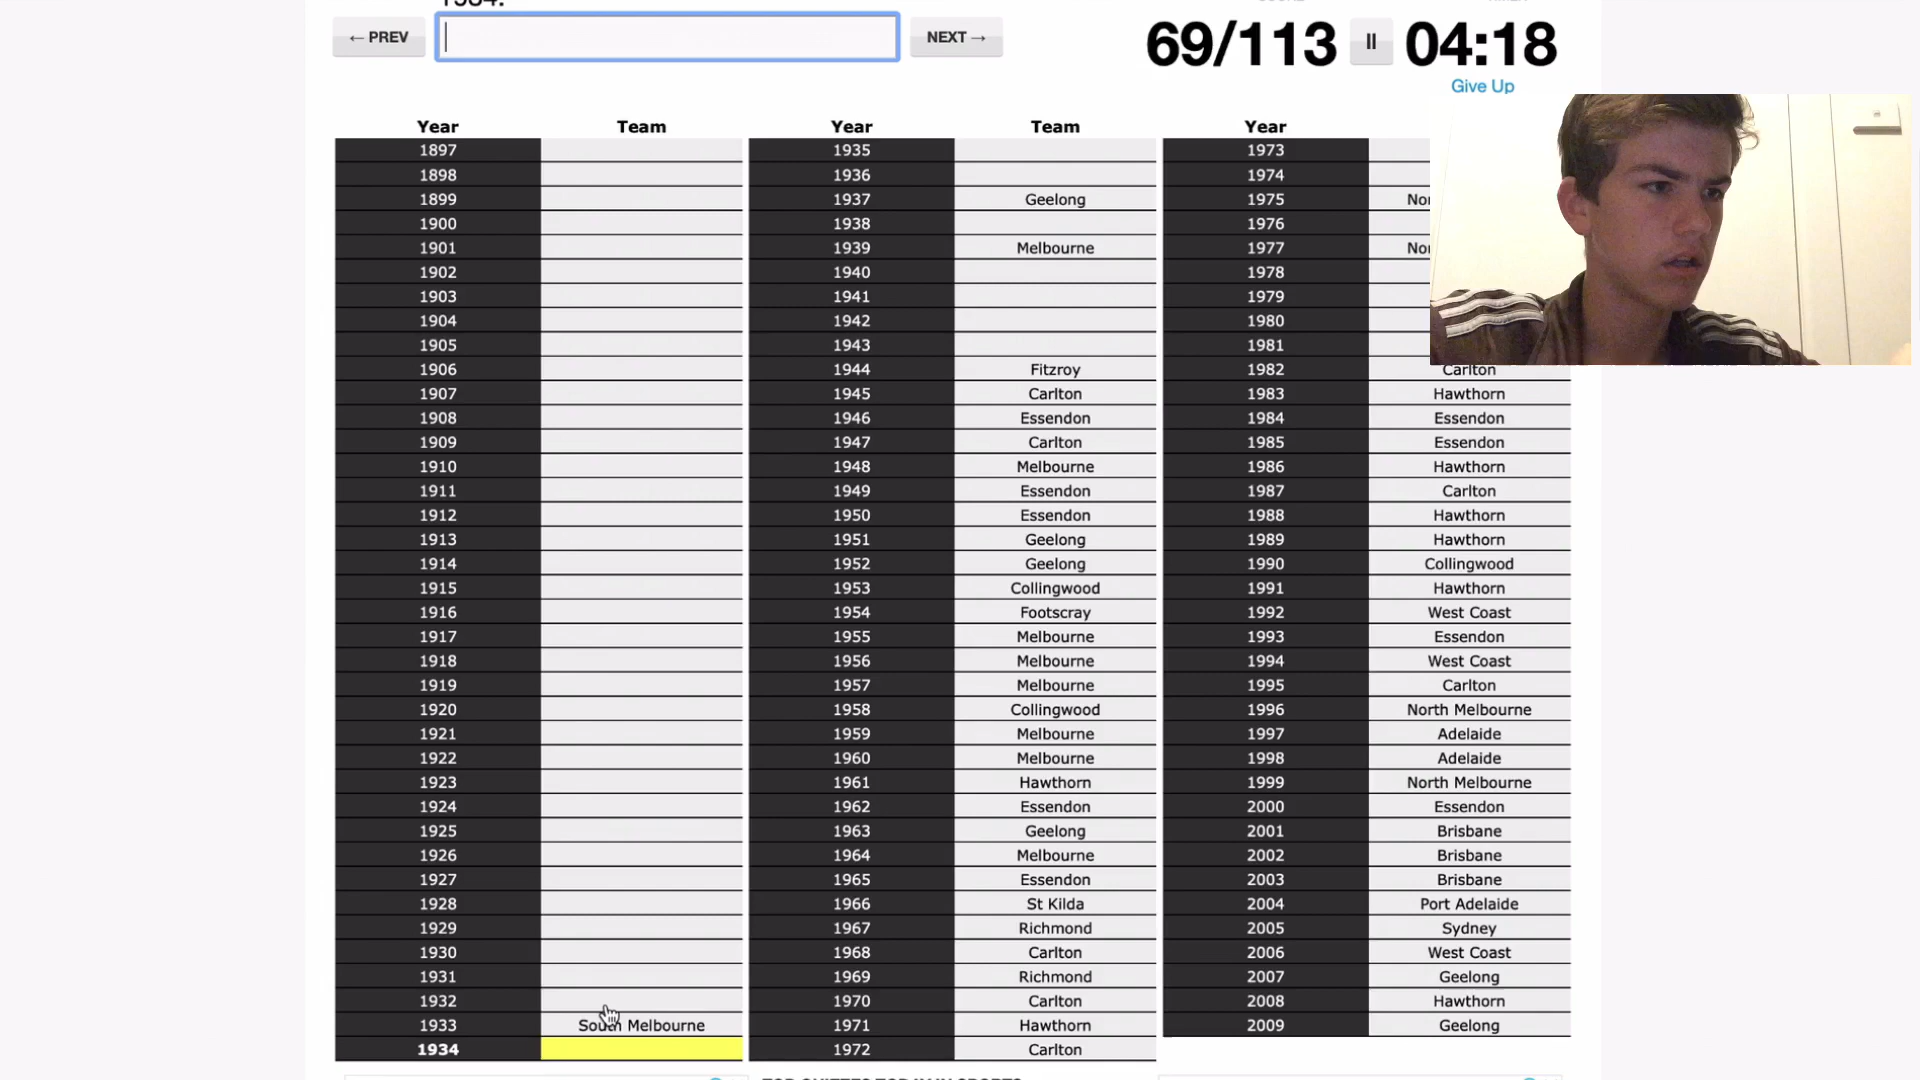 1934.
← PREV
NEXT →
69/113
04:18
Give Up
Year Team Year Team Year
1897 1935 1973
1898 1936 1974
1899 1937 Geelong 1975 Nor
1900 1938 1976
1901 1939 Melbourne 1977 Nor
1902 1940 1978
1903 1941 1979
1904 1942 1980
1905 1943 1981
1906 1944 Fitzroy 1982 Carlton
1907 1945 Carlton 1983 Hawthorn
1908 1946 Essendon 1984 Essendon
1909 1947 Carlton 1985 Essendon
1910 1948 Melbourne 1986 Hawthorn
1911 1949 Essendon 1987 Carlton
1912 1950 Essendon 1988 Hawthorn
1913 1951 Geelong 1989 Hawthorn
1914 1952 Geelong 1990 Collingwood
1915 1953 Collingwood 1991 Hawthorn
1916 1954 Footscray 1992 West Coast
1917 1955 Melbourne 1993 Essendon
1918 1956 Melbourne 1994 West Coast
1919 1957 Melbourne 1995 Carlton
1920 1958 Collingwood 1996 North Melbourne
1921 1959 Melbourne 1997 Adelaide
1922 1960 Melbourne 1998 Adelaide
1923 1961 Hawthorn 1999 North Melbourne
1924 1962 Essendon 2000 Essendon
1925 1963 Geelong 2001 Brisbane
1926 1964 Melbourne 2002 Brisbane
1927 1965 Essendon 2003 Brisbane
1928 1966 St Kilda 2004 Port Adelaide
1929 1967 Richmond 2005 Sydney
1930 1968 Carlton 2006 West Coast
1931 1969 Richmond 2007 Geelong
1932 1970 Carlton 2008 Hawthorn
1933 South Melbourne 1971 Hawthorn 2009 Geelong
1934 1972 Carlton
TOP QUIZZES TODAY IN SPORTS